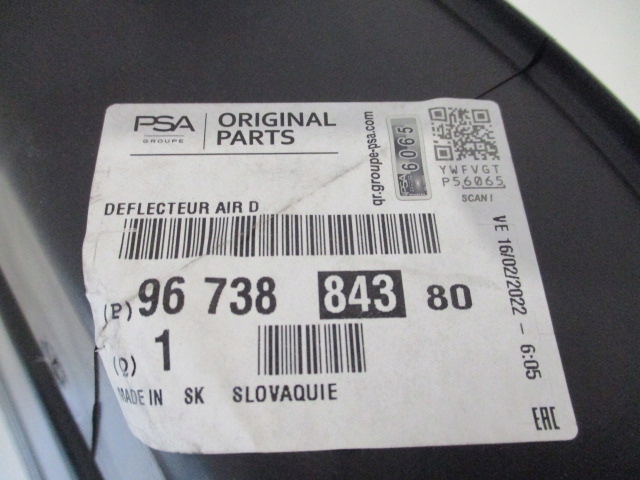 PSA
GROUPE
ORIGINAL
PARTS
qr.groupe-psa.com
PSA 6065
YWFVGT
P56065
SCAN !
DEFLECTEUR AIR D
(P) 96 738 843 80
(Q) 1
MADE IN SK SLOVAQUIE
VE 16/02/2022 - 6:05
EAC